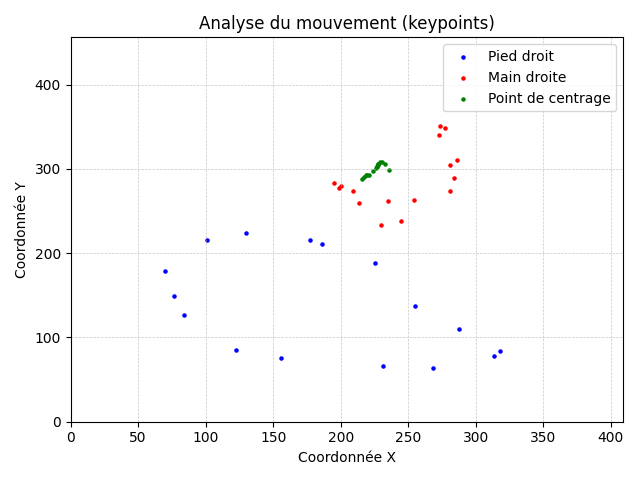 Analyse du mouvement (keypoints)
Pied droit
Main droite
Point de centrage
Coordonnée Y
400
300
200
100
0
0 50 100 150 200 250 300 350 400
Coordonnée X